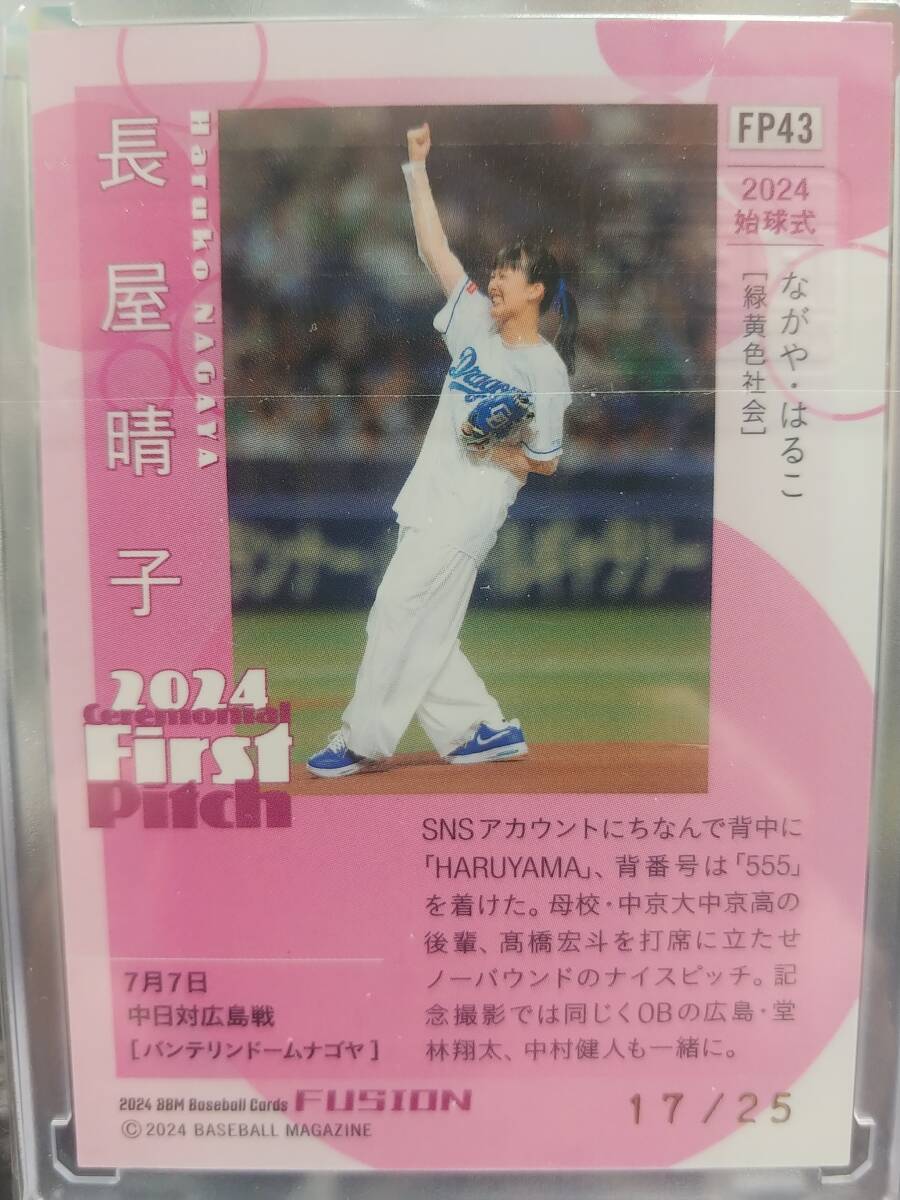 長屋晴子
Haruko NAGAYA
FP43
2024
始球式
ながや・はるこ
[緑黄色社会]
Dragons
2024
Ceremonial
First
Pitch
SNSアカウントにちなんで背中に
「HARUYAMA」、背番号は「555」
を着けた。母校・中京大中京高の
後輩、髙橋宏斗を打席に立たせ
ノーバウンドのナイスピッチ。記
念撮影では同じくOBの広島・堂
林翔太、中村健人も一緒に。
7月7日
中日対広島戦
[バンテリンドームナゴヤ]
2024 BBM Baseball Cards FUSION
©2024 BASEBALL MAGAZINE
17/25